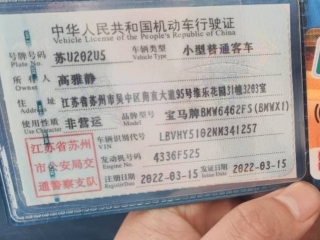 中华人民共和国机动车行驶证
Vehicle License of the People's Republic of China
号牌号码 苏U202U5 车辆类型 小型普通客车
Plate No. Vehicle Type
所有人 高雅静
Owner
住址 江苏省苏州市吴中区商宜大道95号维乐花园31幢3203室
Address
使用性质 非营运 品牌型号 宝马牌BMW6462FS(BMWX1)
Use Character Model
江苏省苏州
市公安局交
通警察支队
车辆识别代号 LBVHY5102NM341257
VIN
发动机号码 4336F525
Engine No.
注册日期 2022-03-15 发证日期 2022-03-15
Register Date Issue Date